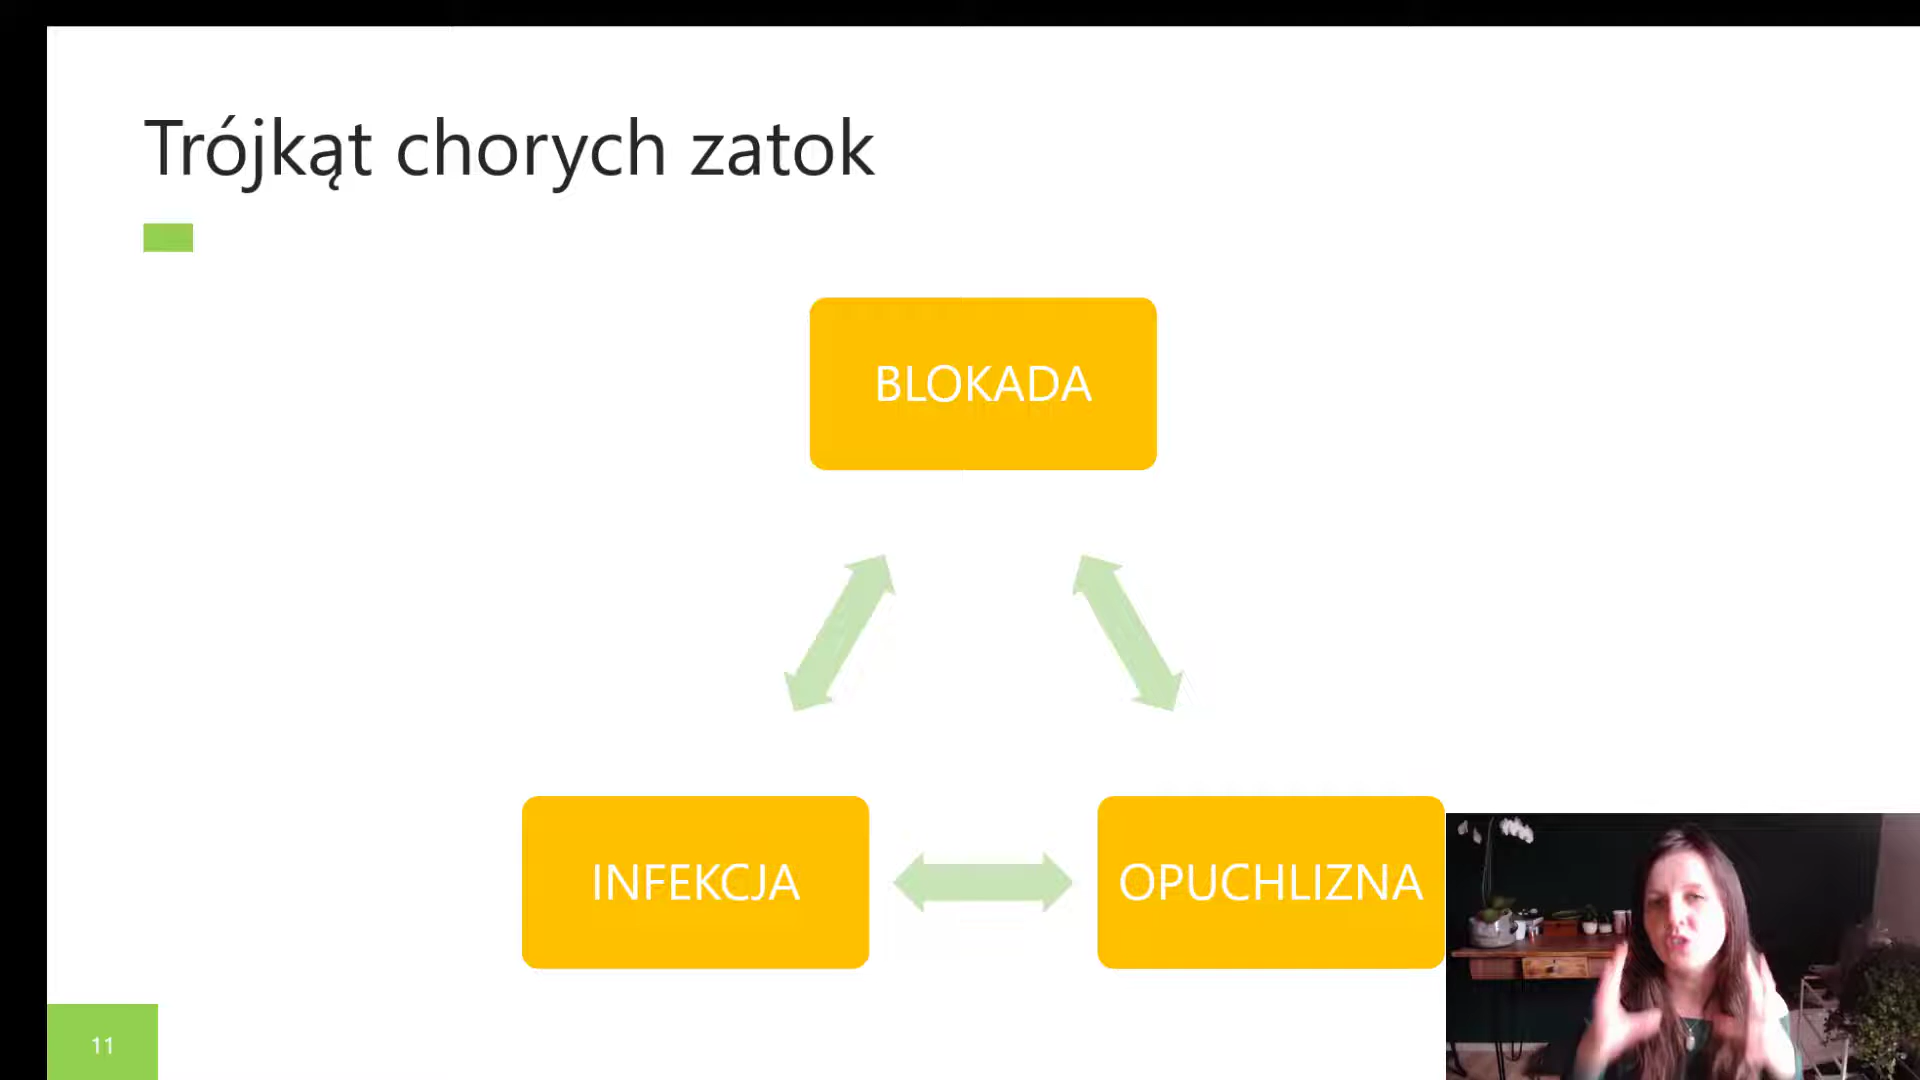 Trójkąt chorych zatok
BLOKADA
INFEKCJA
OPUCHLIZNA
11